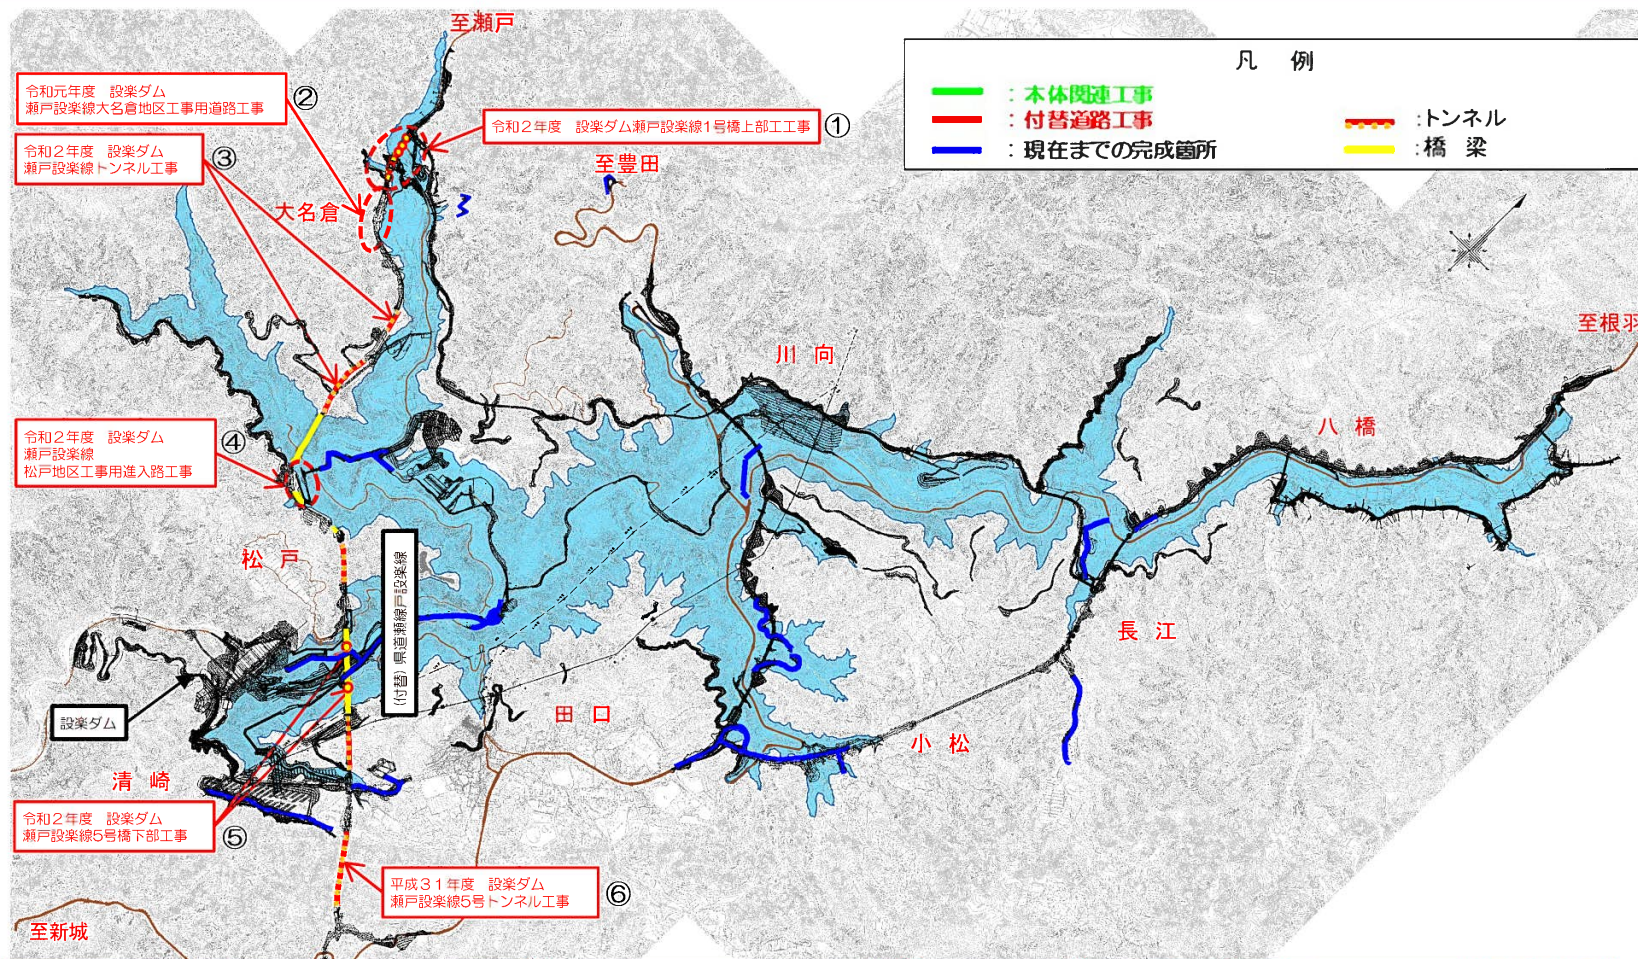 至瀬戸
凡 例
：本体関連工事
：付替道路工事
：現在までの完成箇所
：トンネル
：橋 梁
令和元年度 設楽ダム
瀬戸設楽線大名倉地区工事用道路工事
②
令和２年度 設楽ダム瀬戸設楽線1号橋上部工工事
①
令和２年度 設楽ダム
瀬戸設楽線トンネル工事
③
至豊田
大名倉
川 向
至根羽
八 橋
令和２年度 設楽ダム
瀬戸設楽線
松戸地区工事用進入路工事
④
松 戸
(付替) 県道瀬線戸設楽線
長 江
設楽ダム
田 口
小 松
清 崎
令和２年度 設楽ダム
瀬戸設楽線5号橋下部工事
⑤
平成３１年度 設楽ダム
瀬戸設楽線5号トンネル工事
⑥
至新城